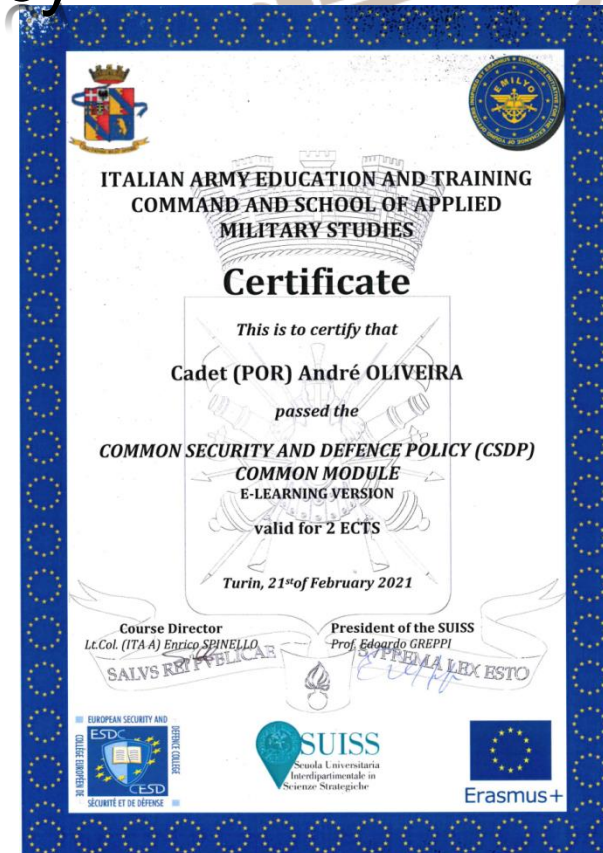 EMILYO
ITALIAN ARMY EDUCATION AND TRAINING
COMMAND AND SCHOOL OF APPLIED
MILITARY STUDIES
Certificate
This is to certify that
Cadet (POR) André OLIVEIRA
passed the
COMMON SECURITY AND DEFENCE POLICY (CSDP)
COMMON MODULE
E-LEARNING VERSION
valid for 2 ECTS
Turin, 21st of February 2021
Course Director
Lt.Col. (ITA A) Enrico SPINELLO
President of the SUISS
Prof. Edoardo GREPPI
SALVS REI PVBLICAE
SVPREMA LEX ESTO
EUROPEAN SECURITY AND
DEFENCE COLLEGE
COLLÈGE EUROPÉEN DE
SÉCURITÉ ET DE DÉFENSE
ESDC
CESD
SUISS
Scuola Universitaria
Interdipartimentale in
Scienze Strategiche
Erasmus+